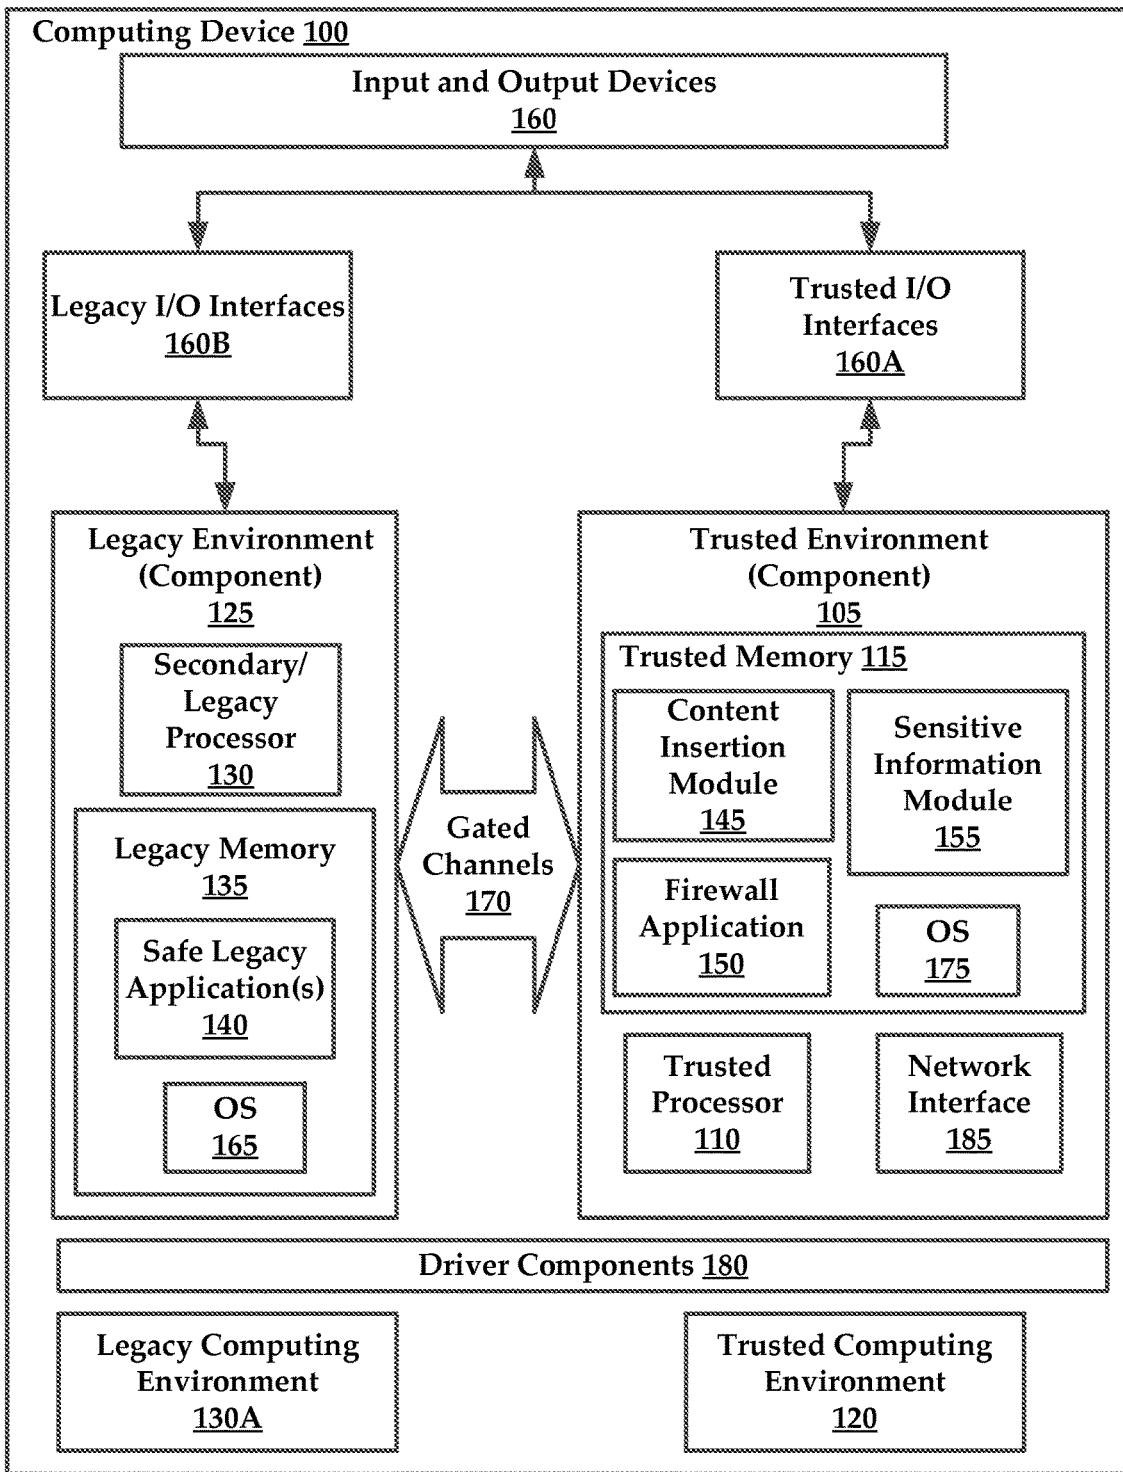 Computing Device 100
Input and Output Devices
160
Legacy I/O Interfaces
160B
Trusted I/O
Interfaces
160A
Legacy Environment
(Component)
125
Secondary/
Legacy
Processor
130
Legacy Memory
135
Safe Legacy
Application(s)
140
OS
165
Gated
Channels
170
Trusted Environment
(Component)
105
Trusted Memory 115
Content
Insertion
Module
145
Sensitive
Information
Module
155
Firewall
Application
150
OS
175
Trusted
Processor
110
Network
Interface
185
Driver Components 180
Legacy Computing
Environment
130A
Trusted Computing
Environment
120